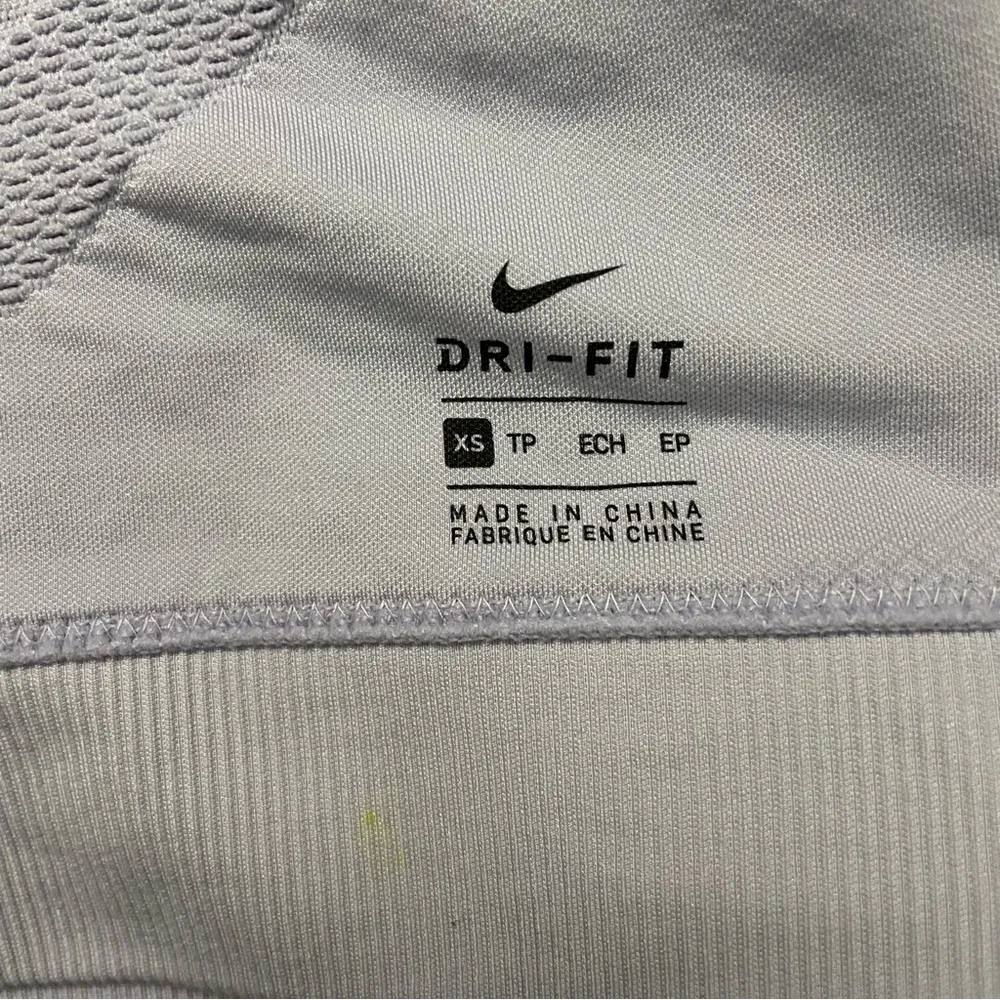 DRI-FIT
XS TP ECH EP
MADE IN CHINA
FABRIQUE EN CHINE